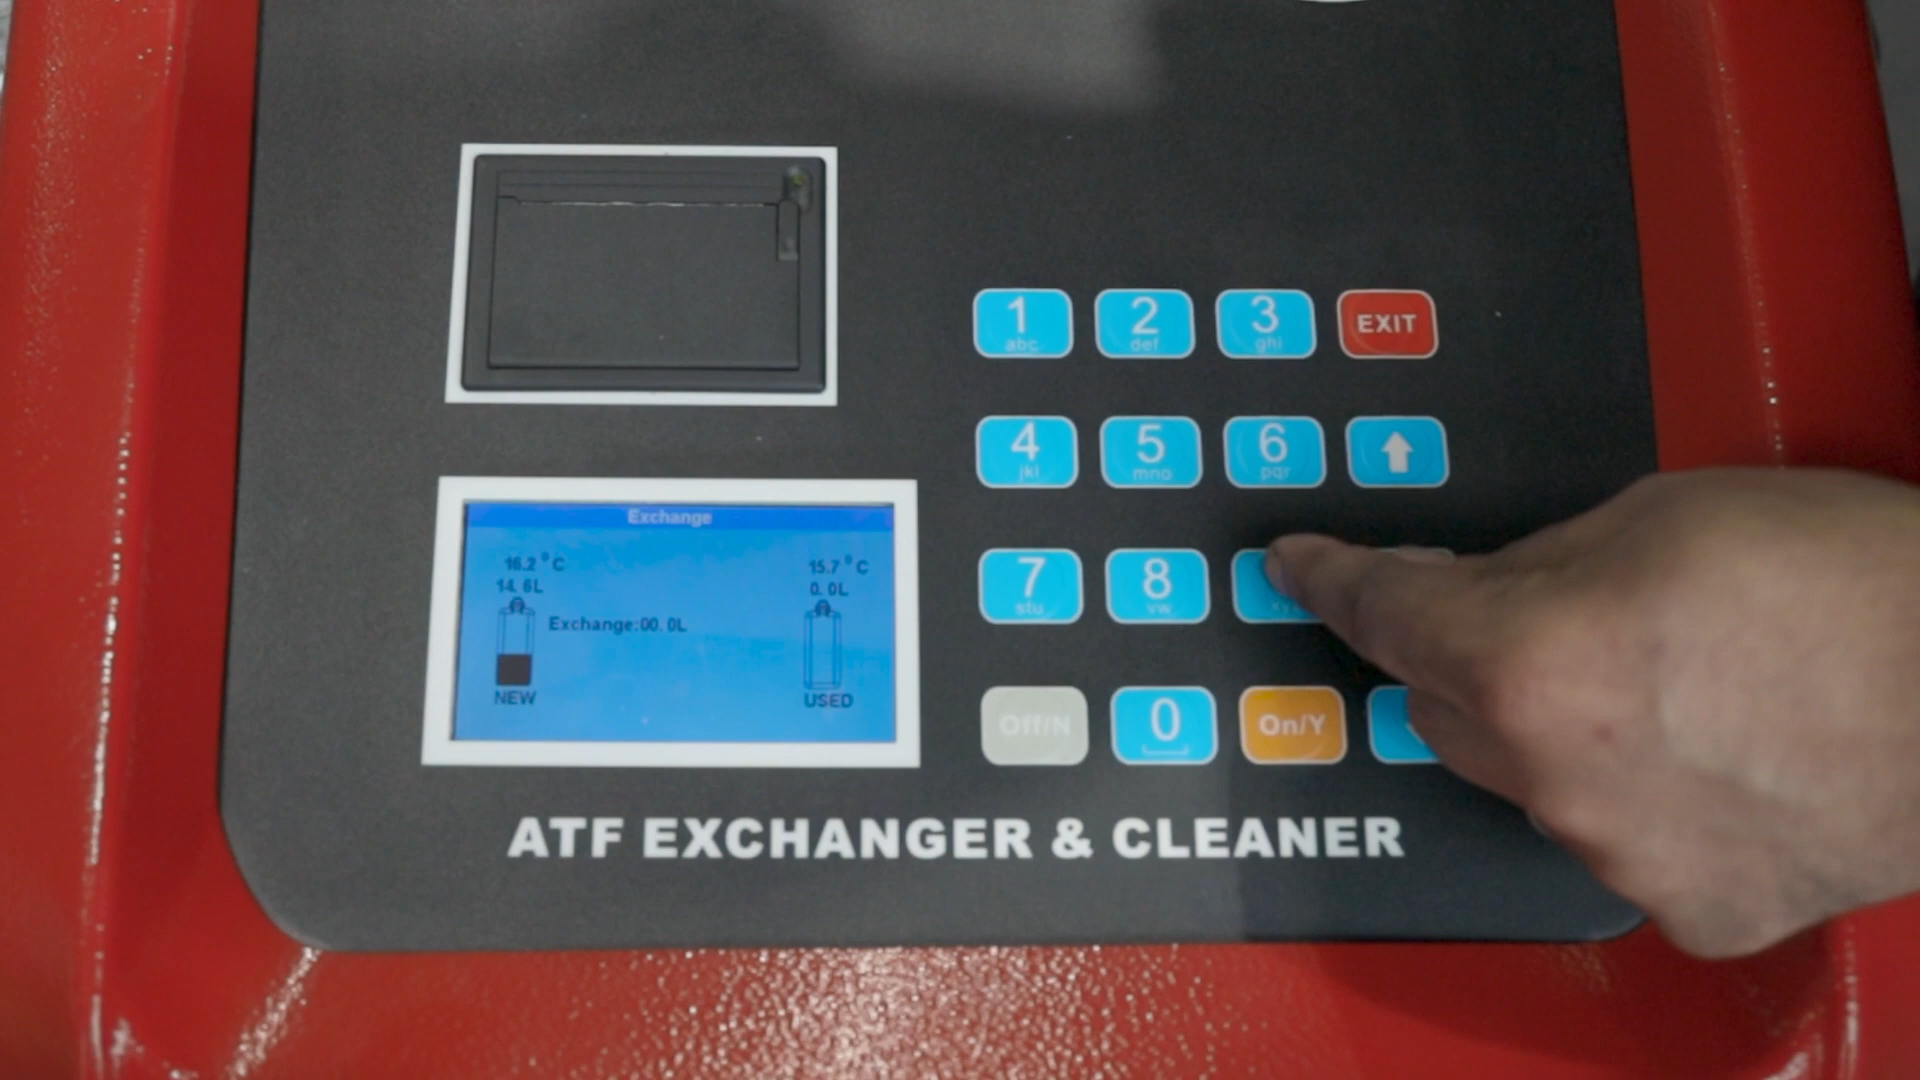 1 2 3 EXIT
abc def ghi
4 5 6
jkl mno pqr
Exchange
16.2 °C 15.7 °C
14.6L 0.0L
Exchange:00.0L
NEW USED
7 8
stu vw xyz
Off/N 0 On/Y
ATF EXCHANGER & CLEANER